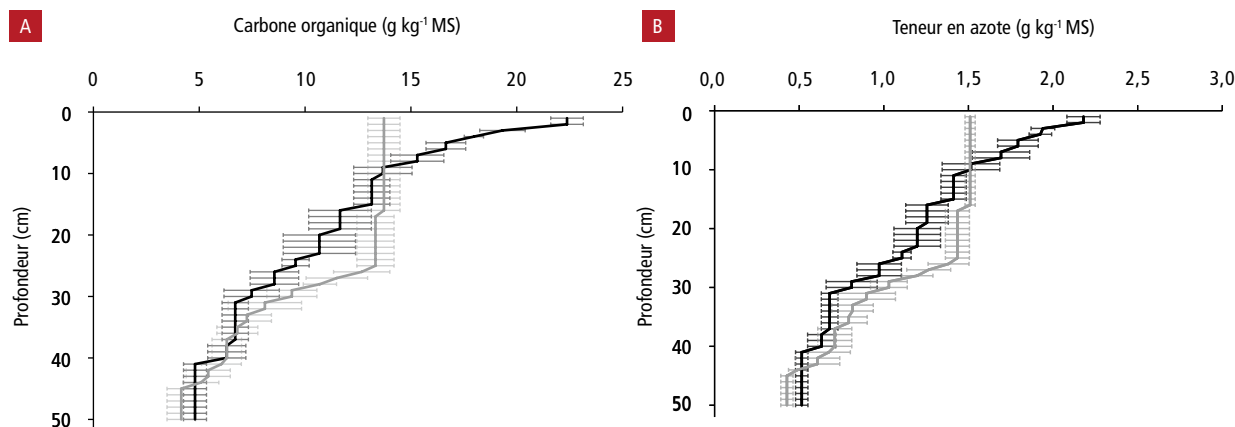 A
Carbone organique (g kg-1 MS)
0 5 10 15 20 25
Profondeur (cm)
0
10
20
30
40
50
B
Teneur en azote (g kg-1 MS)
0,0 0,5 1,0 1,5 2,0 2,5 3,0
Profondeur (cm)
0
10
20
30
40
50